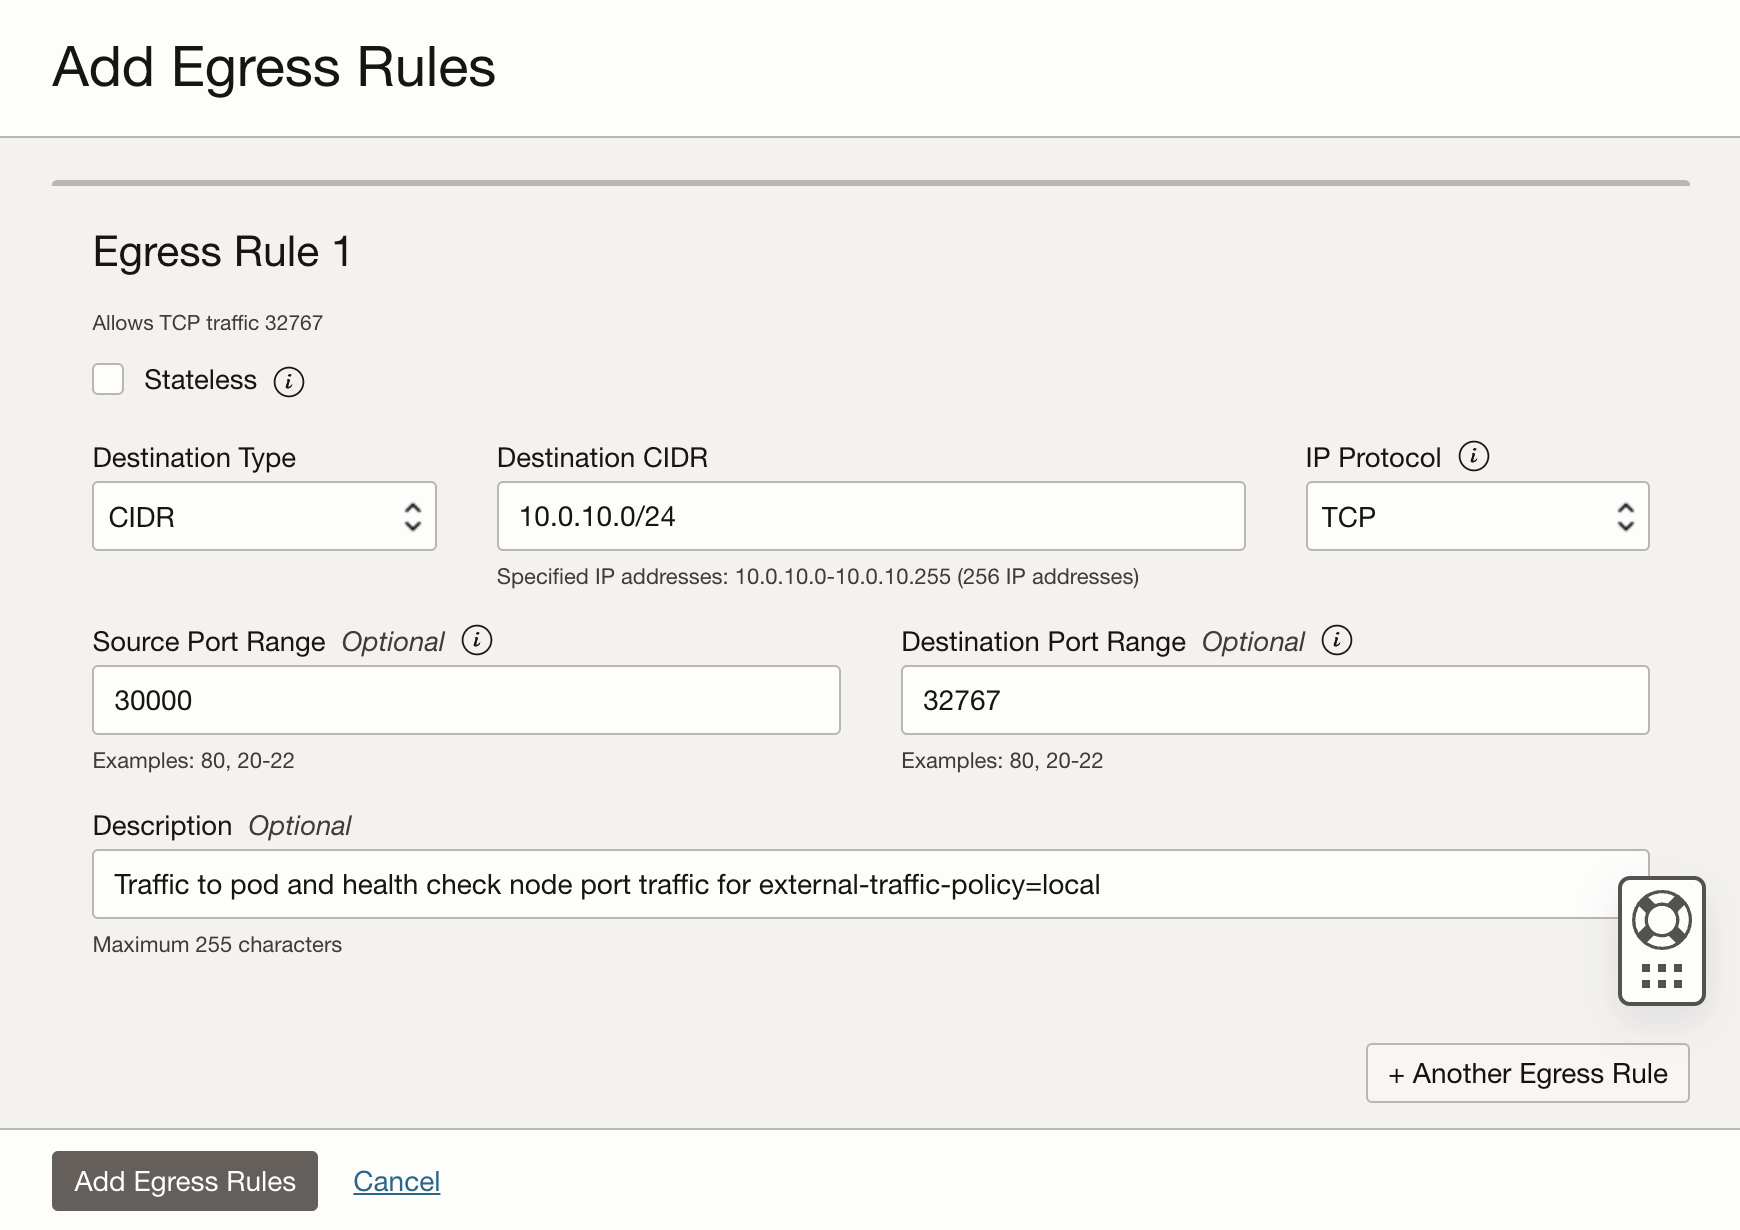 Add Egress Rules
Egress Rule 1
Allows TCP traffic 32767
Stateless i
Destination Type
Destination CIDR
IP Protocol i
CIDR
10.0.10.0/24
TCP
Specified IP addresses: 10.0.10.0-10.0.10.255 (256 IP addresses)
Source Port Range Optional i
Destination Port Range Optional i
30000
32767
Examples: 80, 20-22
Examples: 80, 20-22
Description Optional
Traffic to pod and health check node port traffic for external-traffic-policy=local
Maximum 255 characters
+ Another Egress Rule
Add Egress Rules
Cancel